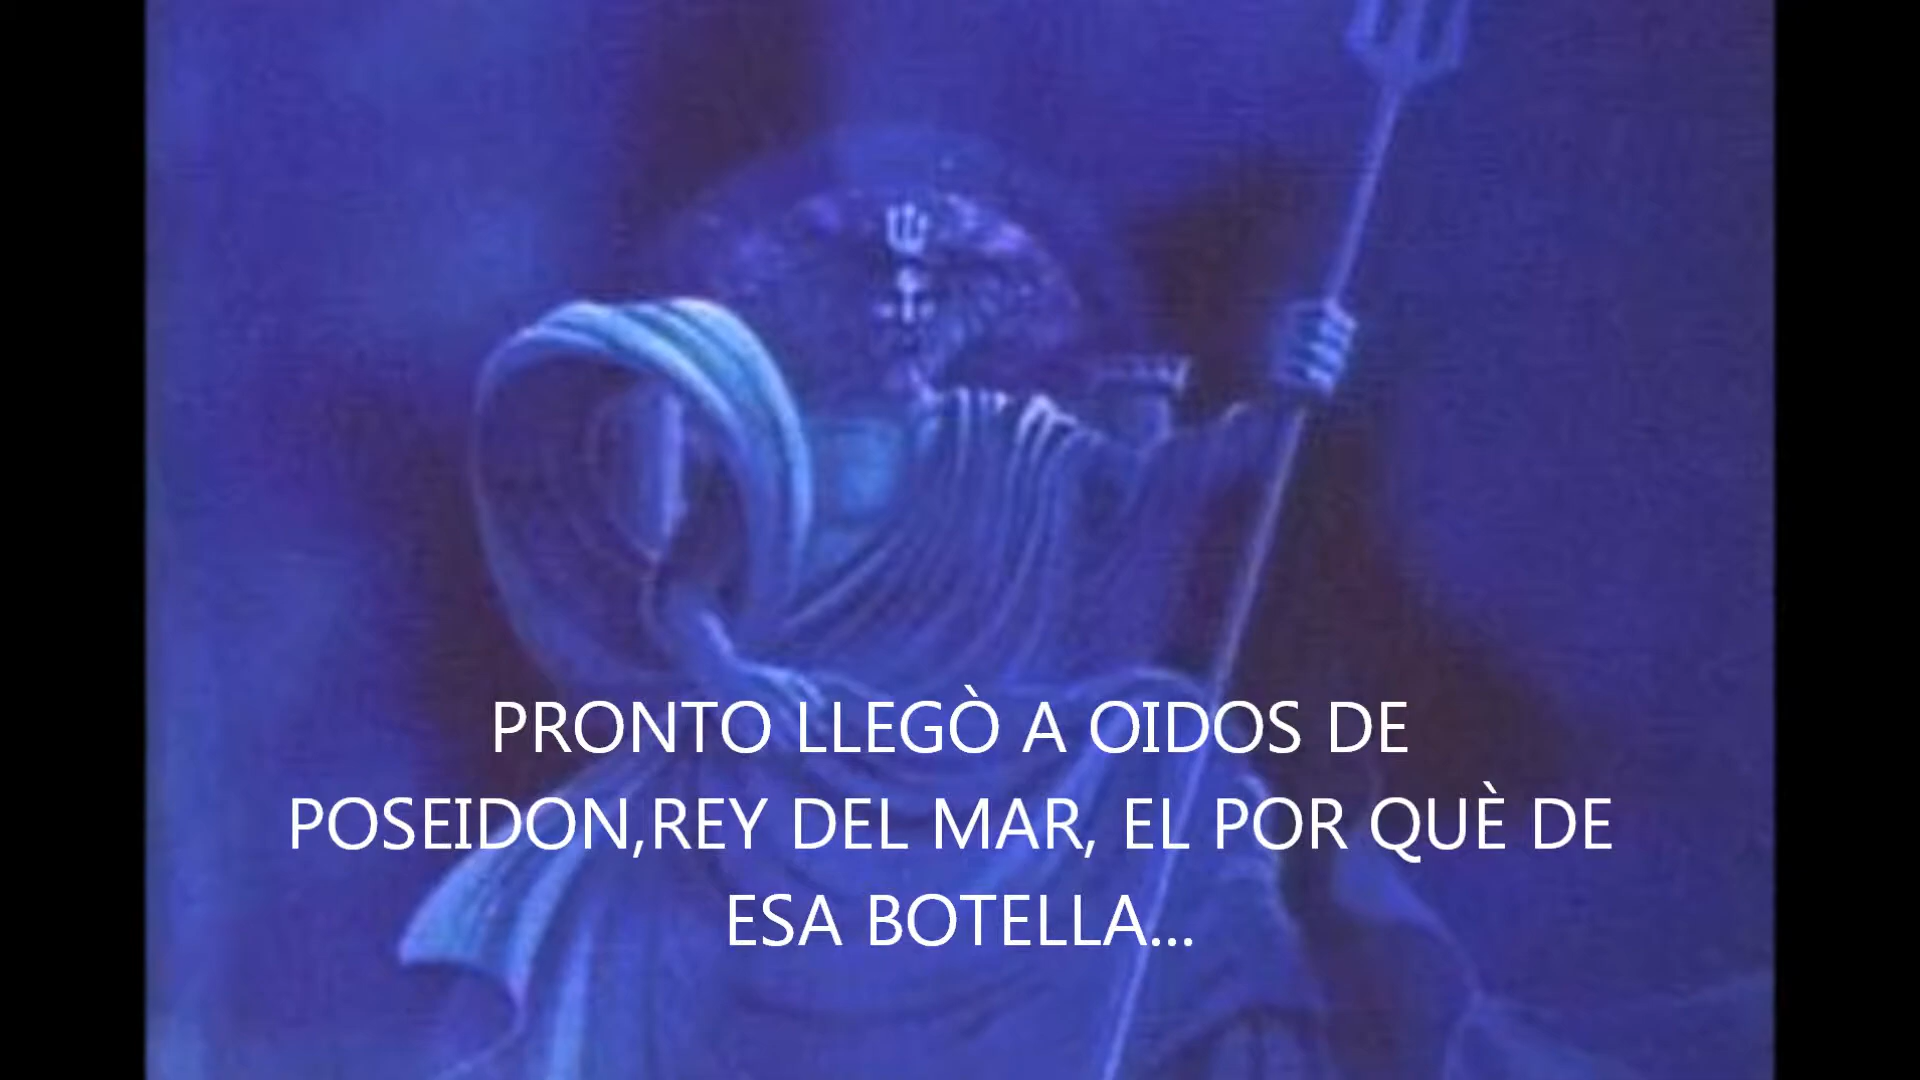 PRONTO LLEGÒ A OIDOS DE
POSEIDON,REY DEL MAR, EL POR QUÈ DE
ESA BOTELLA...